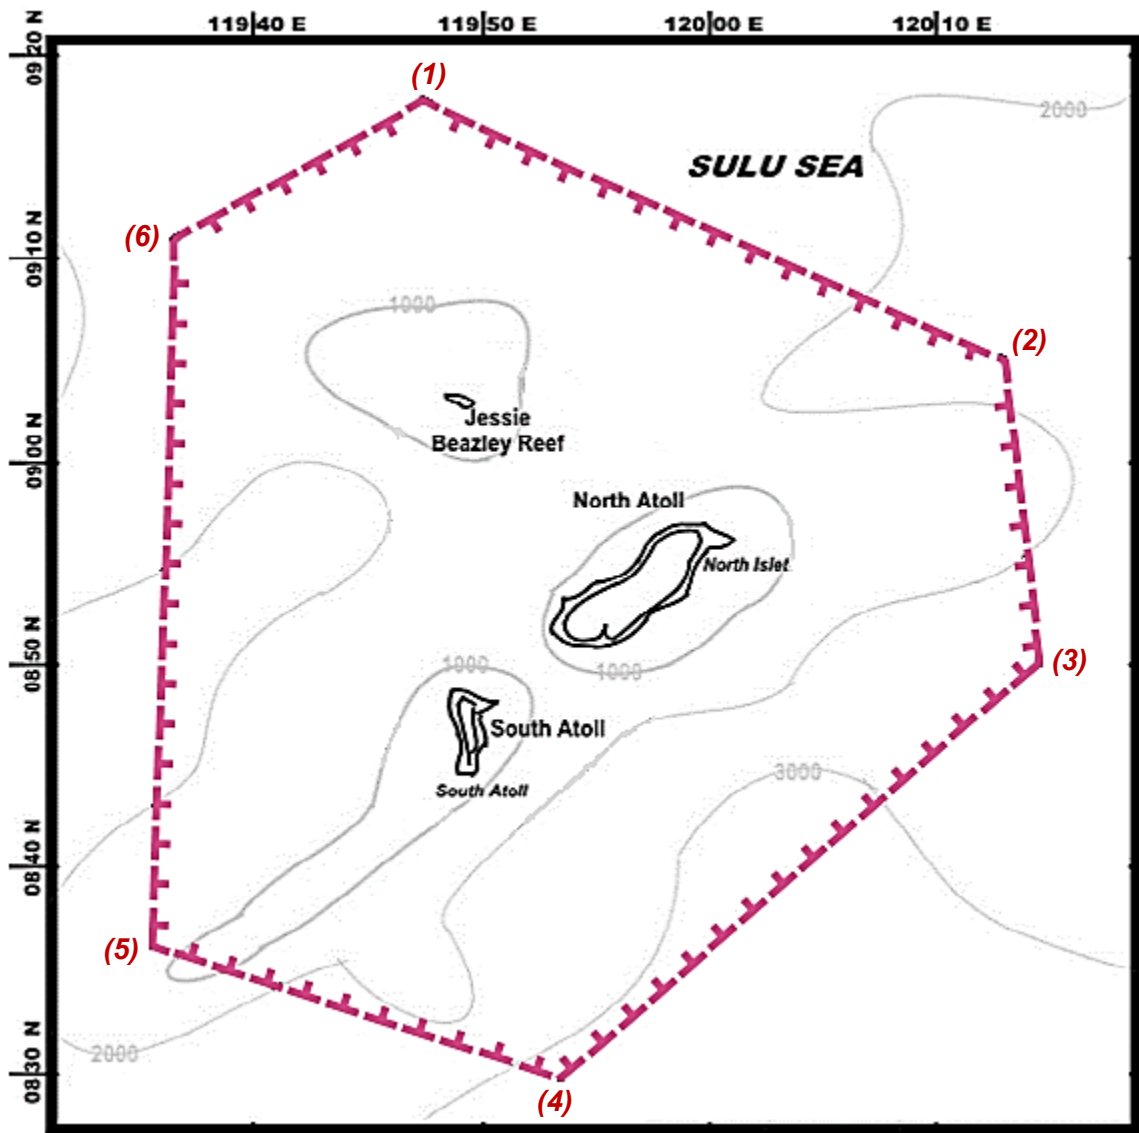 119 40 E
119 50 E
120 00 E
120 10 E
09 20 N
(1)
2000
SULU SEA
(6)
09 10 N
1000
(2)
Jessie
Beazley Reef
09 00 N
North Atoll
North Islet
08 50 N
1000
1000
(3)
South Atoll
3000
South Atoll
08 40 N
(5)
2000
08 30 N
(4)